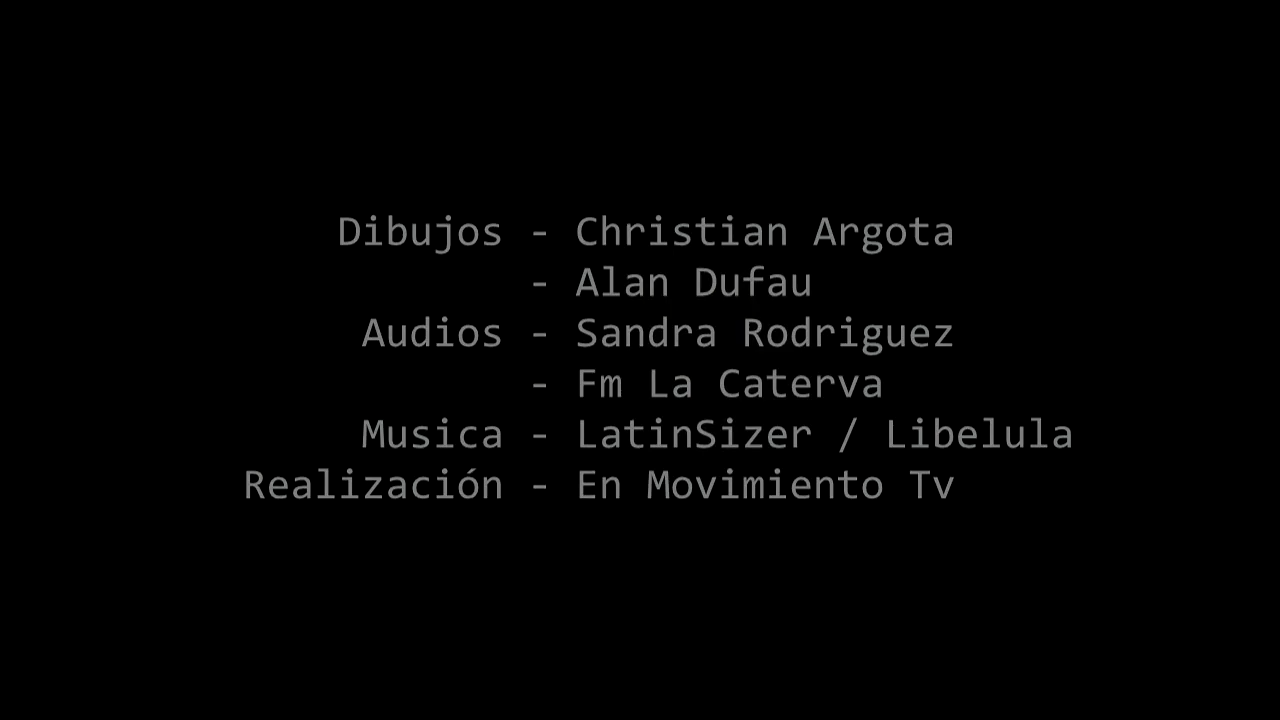 Dibujos - Christian Argota
- Alan Dufau
Audios - Sandra Rodriguez
- Fm La Caterva
Musica - LatinSizer / Libelula
Realización - En Movimiento Tv